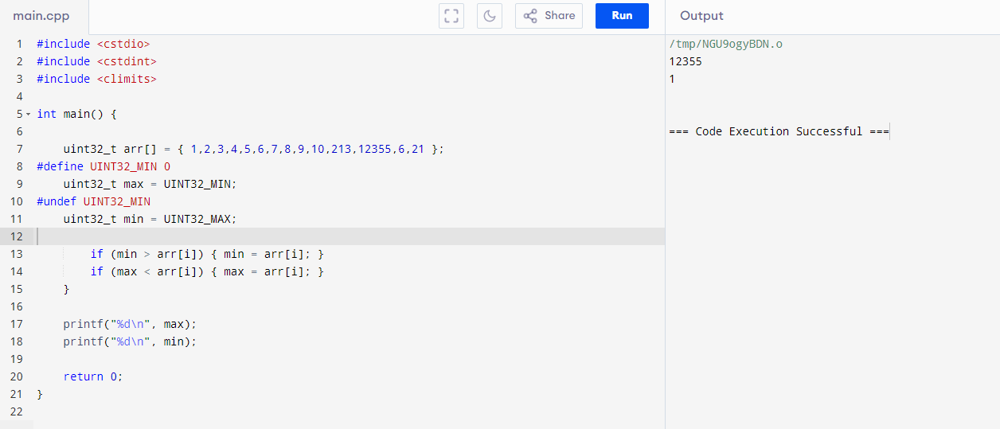 main.cpp
Share
Run
Output
1 #include <cstdio>
2 #include <cstdint>
3 #include <climits>
4
5 int main() {
6
7     uint32_t arr[] = { 1,2,3,4,5,6,7,8,9,10,213,12355,6,21 };
8 #define UINT32_MIN 0
9     uint32_t max = UINT32_MIN;
10 #undef UINT32_MIN
11     uint32_t min = UINT32_MAX;
12
13         if (min > arr[i]) { min = arr[i]; }
14         if (max < arr[i]) { max = arr[i]; }
15     }
16
17     printf("%d\n", max);
18     printf("%d\n", min);
19
20     return 0;
21 }
22
/tmp/NGU9ogyBDN.o
12355
1
=== Code Execution Successful ===